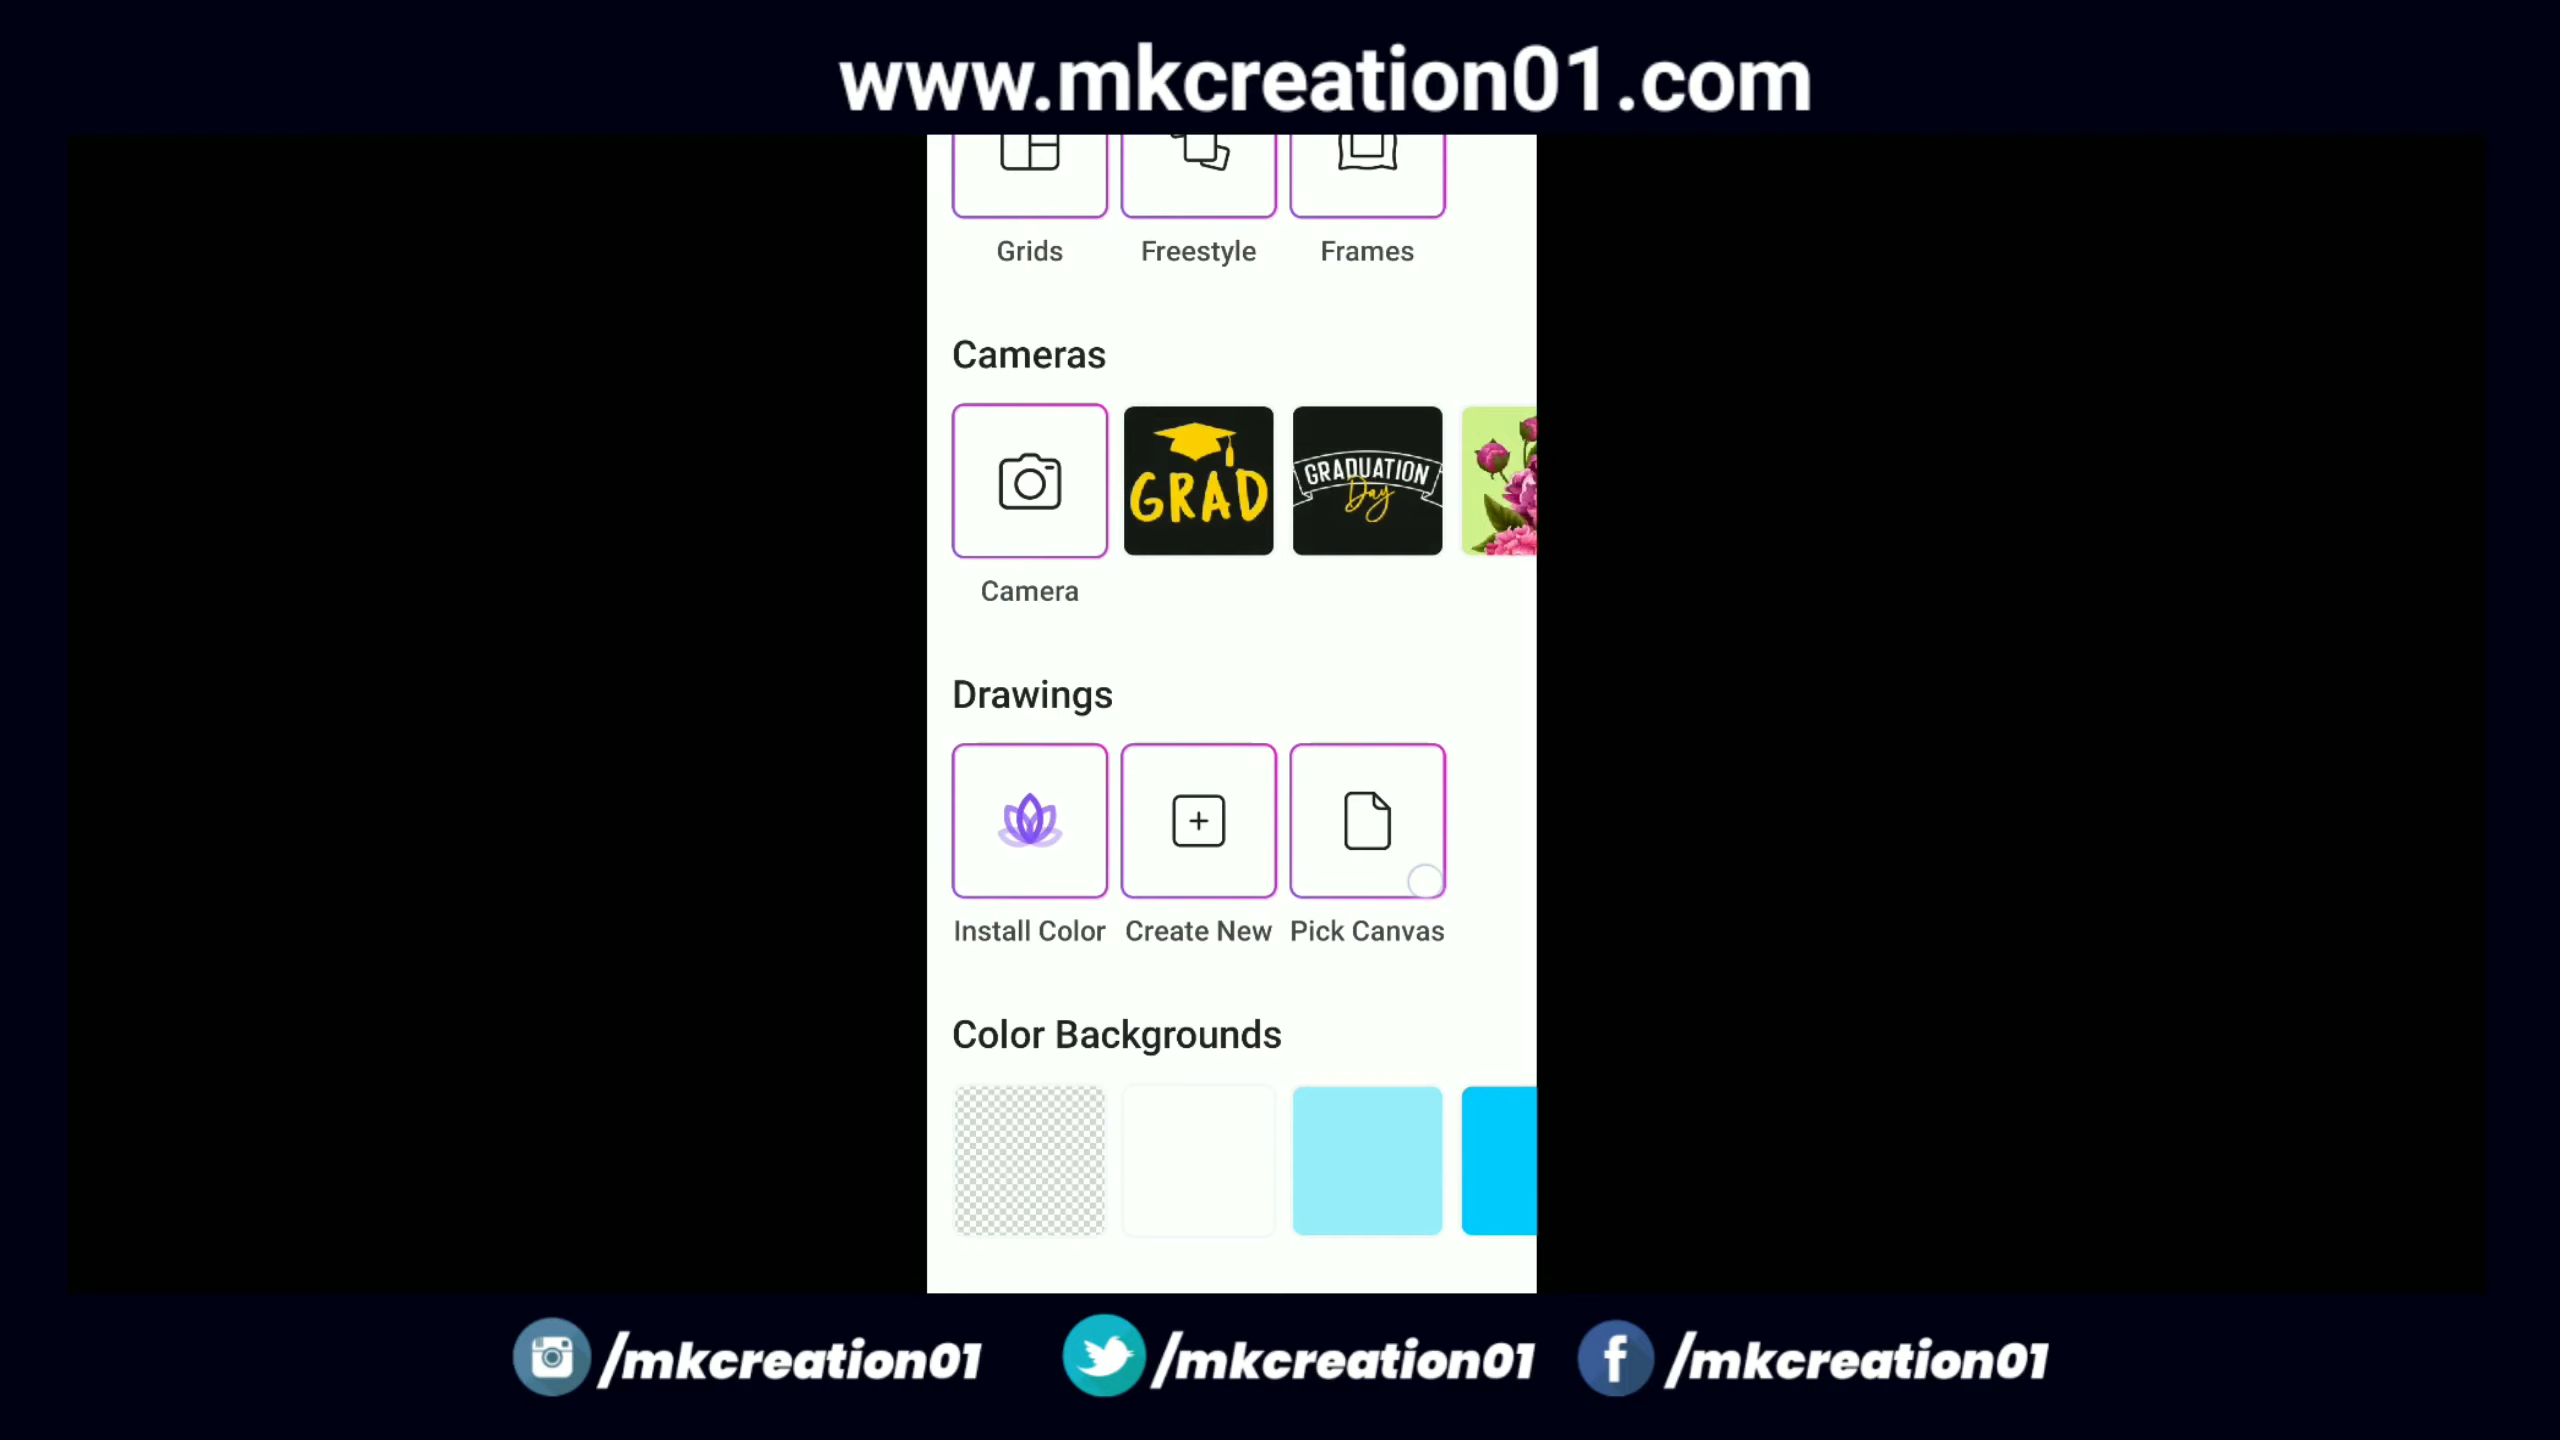 www.mkcreation01.com
Grids Freestyle Frames
Cameras
GRAD
GRADUATION
Day
Camera
Drawings
Install Color Create New Pick Canvas
Color Backgrounds
/mkcreation01 /mkcreation01 /mkcreation01